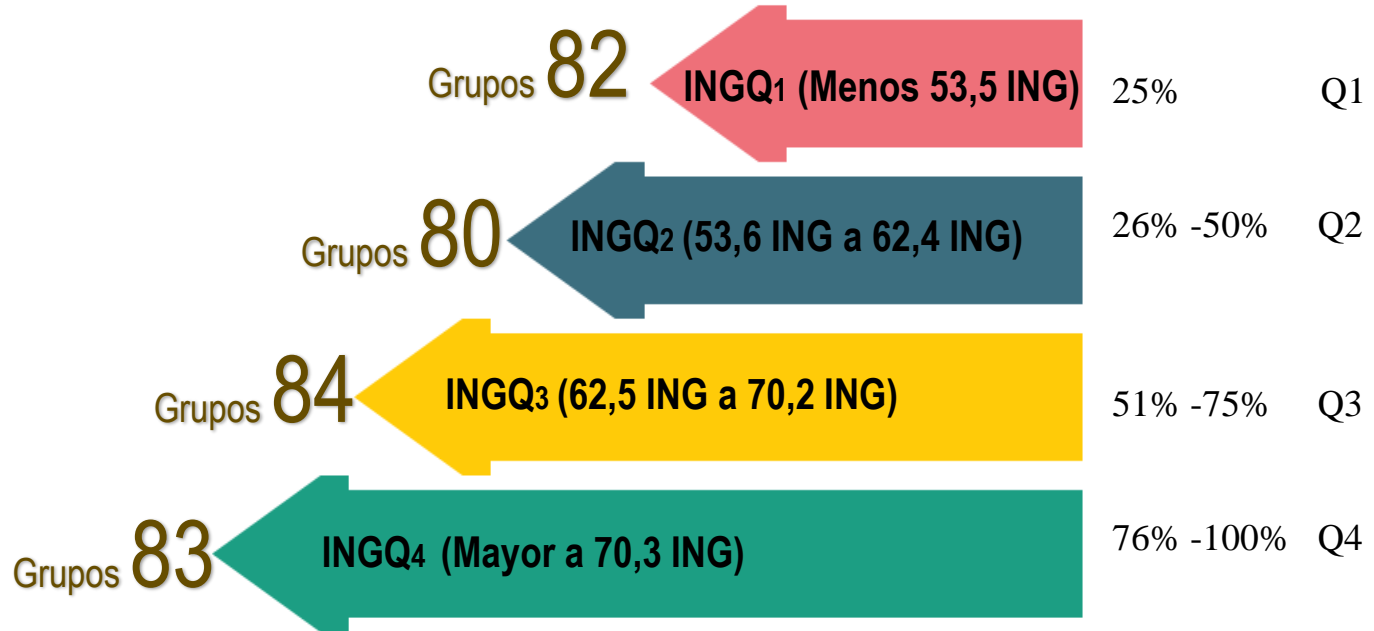 Grupos 82 INGQ1 (Menos 53,5 ING) 25% Q1
Grupos 80 INGQ2 (53,6 ING a 62,4 ING) 26% -50% Q2
Grupos 84 INGQ3 (62,5 ING a 70,2 ING) 51% -75% Q3
Grupos 83 INGQ4 (Mayor a 70,3 ING) 76% -100% Q4